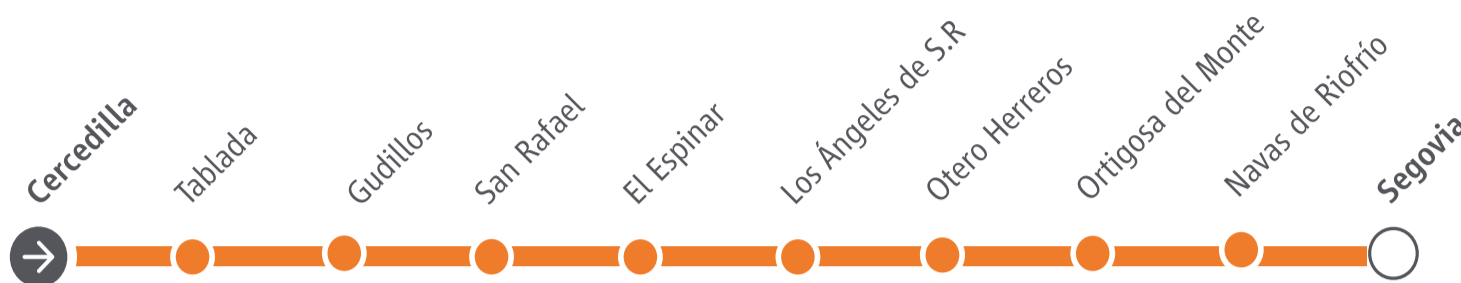 Cercedilla
Tablada
Gudillos
San Rafael
El Espinar
Los Ángeles de S.R
Otero Herreros
Ortigosa del Monte
Navas de Riofrío
Segovia